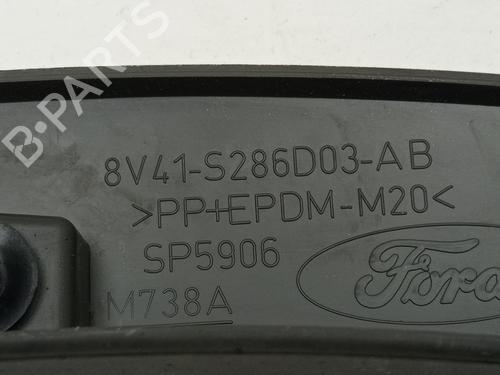 B-PARTS
8V41-S286D03-AB
>PP+EPDM-M20<
SP5906
Ford
M738A